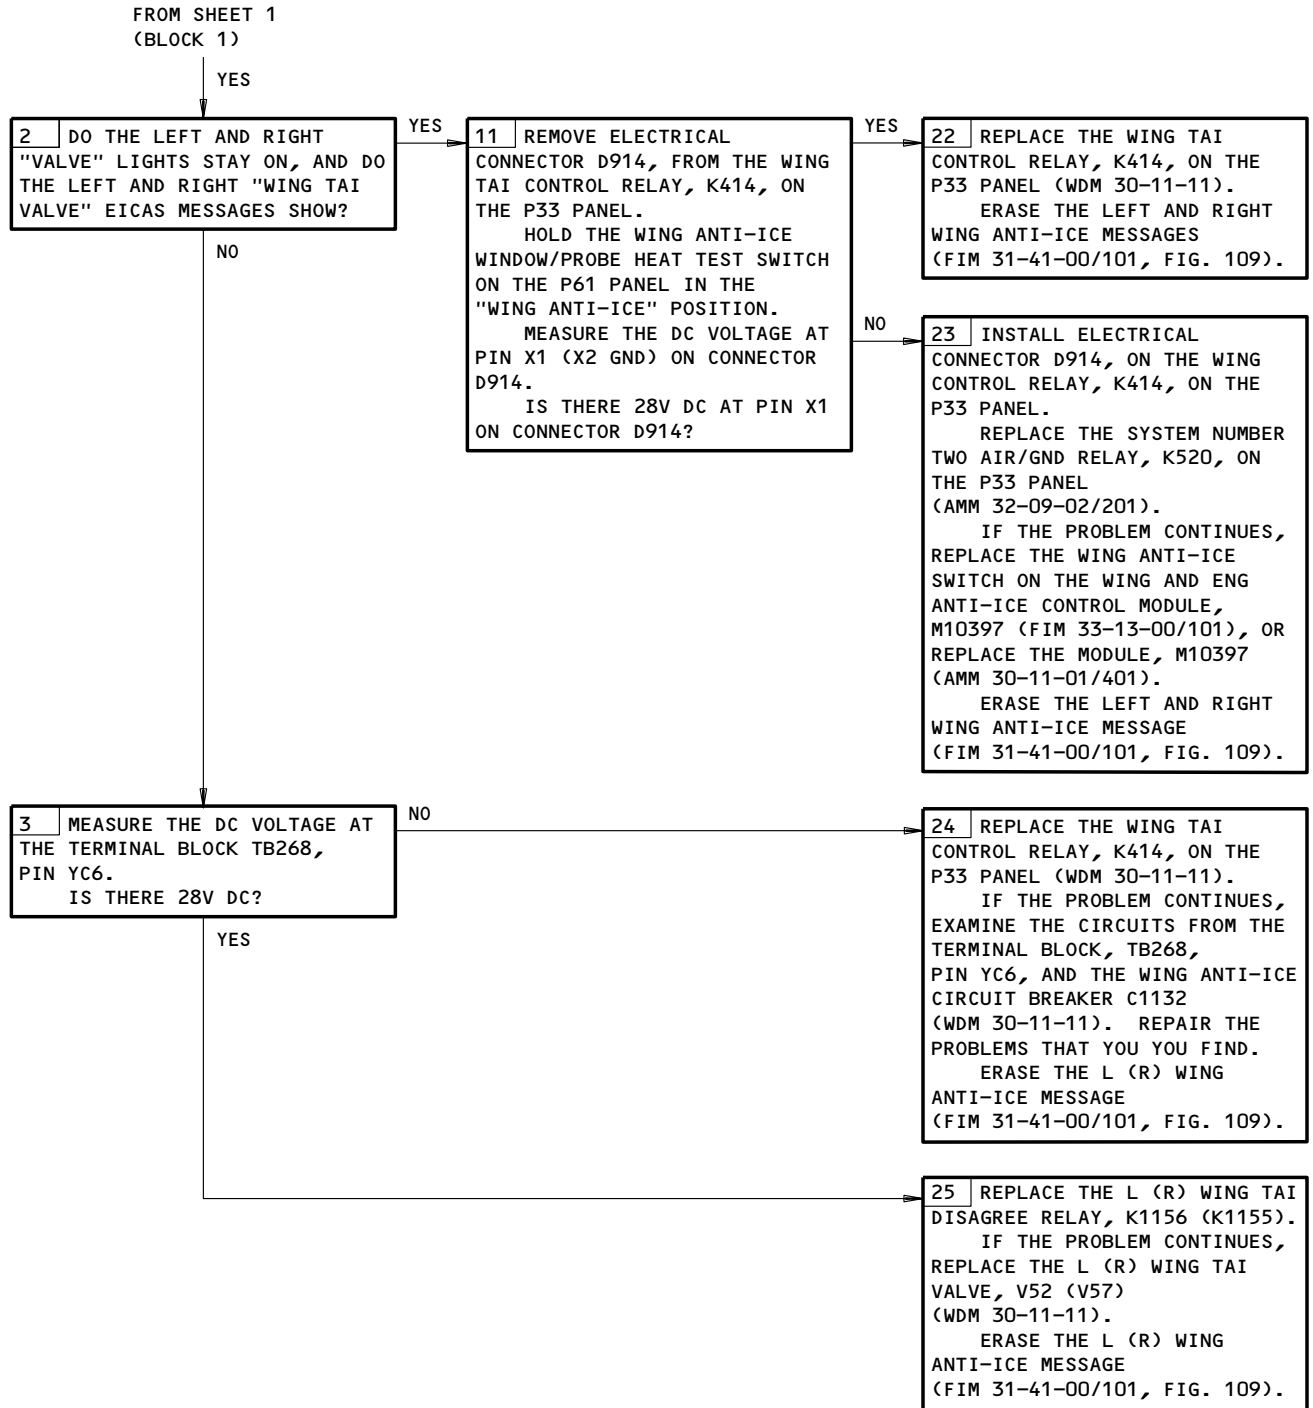 FROM SHEET 1
(BLOCK 1)
YES
2 DO THE LEFT AND RIGHT
"VALVE" LIGHTS STAY ON, AND DO
THE LEFT AND RIGHT "WING TAI
VALVE" EICAS MESSAGES SHOW?
YES
NO
11 REMOVE ELECTRICAL
CONNECTOR D914, FROM THE WING
TAI CONTROL RELAY, K414, ON
THE P33 PANEL.
HOLD THE WING ANTI-ICE
WINDOW/PROBE HEAT TEST SWITCH
ON THE P61 PANEL IN THE
"WING ANTI-ICE" POSITION.
MEASURE THE DC VOLTAGE AT
PIN X1 (X2 GND) ON CONNECTOR
D914.
IS THERE 28V DC AT PIN X1
ON CONNECTOR D914?
YES
22 REPLACE THE WING TAI
CONTROL RELAY, K414, ON THE
P33 PANEL (WDM 30-11-11).
ERASE THE LEFT AND RIGHT
WING ANTI-ICE MESSAGES
(FIM 31-41-00/101, FIG. 109).
NO
23 INSTALL ELECTRICAL
CONNECTOR D914, ON THE WING
CONTROL RELAY, K414, ON THE
P33 PANEL.
REPLACE THE SYSTEM NUMBER
TWO AIR/GND RELAY, K520, ON
THE P33 PANEL
(AMM 32-09-02/201).
IF THE PROBLEM CONTINUES,
REPLACE THE WING ANTI-ICE
SWITCH ON THE WING AND ENG
ANTI-ICE CONTROL MODULE,
M10397 (FIM 33-13-00/101), OR
REPLACE THE MODULE, M10397
(AMM 30-11-01/401).
ERASE THE LEFT AND RIGHT
WING ANTI-ICE MESSAGE
(FIM 31-41-00/101, FIG. 109).
3 MEASURE THE DC VOLTAGE AT
THE TERMINAL BLOCK TB268,
PIN YC6.
IS THERE 28V DC?
NO
YES
24 REPLACE THE WING TAI
CONTROL RELAY, K414, ON THE
P33 PANEL (WDM 30-11-11).
IF THE PROBLEM CONTINUES,
EXAMINE THE CIRCUITS FROM THE
TERMINAL BLOCK, TB268,
PIN YC6, AND THE WING ANTI-ICE
CIRCUIT BREAKER C1132
(WDM 30-11-11). REPAIR THE
PROBLEMS THAT YOU YOU FIND.
ERASE THE L (R) WING
ANTI-ICE MESSAGE
(FIM 31-41-00/101, FIG. 109).
25 REPLACE THE L (R) WING TAI
DISAGREE RELAY, K1156 (K1155).
IF THE PROBLEM CONTINUES,
REPLACE THE L (R) WING TAI
VALVE, V52 (V57)
(WDM 30-11-11).
ERASE THE L (R) WING
ANTI-ICE MESSAGE
(FIM 31-41-00/101, FIG. 109).